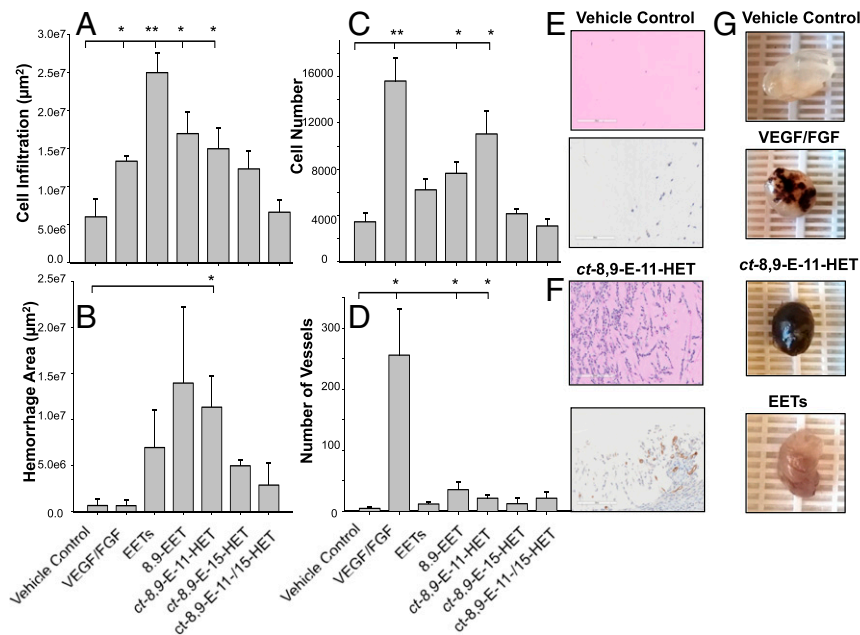 A
3.0e7
2.5e7
2.0e7
1.5e7
1.0e7
5.0e6
0.0
Cell Infiltration (µm²)
* ** * *
B
2.5e7
2.0e7
1.5e7
1.0e7
5.0e6
0.0
Hemorrhage Area (µm²)
*
Vehicle Control
VEGF/FGF
EETs
8.9-EET
ct-8,9-E-11-HET
ct-8,9-E-15-HET
ct-8,9-E-11-/15-HET
C
16000
12000
8000
4000
0
Cell Number
** * *
D
300
200
100
0
Number of Vessels
* * *
Vehicle Control
VEGF/FGF
EETs
8.9-EET
ct-8,9-E-11-HET
ct-8,9-E-15-HET
ct-8,9-E-11-/15-HET
E
Vehicle Control
F
ct-8,9-E-11-HET
G
Vehicle Control
VEGF/FGF
ct-8,9-E-11-HET
EETs